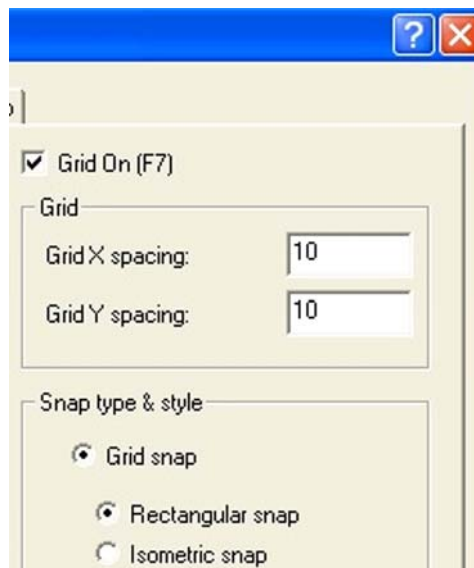 ?
Grid On (F7)
Grid
Grid X spacing: 10
Grid Y spacing: 10
Snap type & style
Grid snap
Rectangular snap
Isometric snap